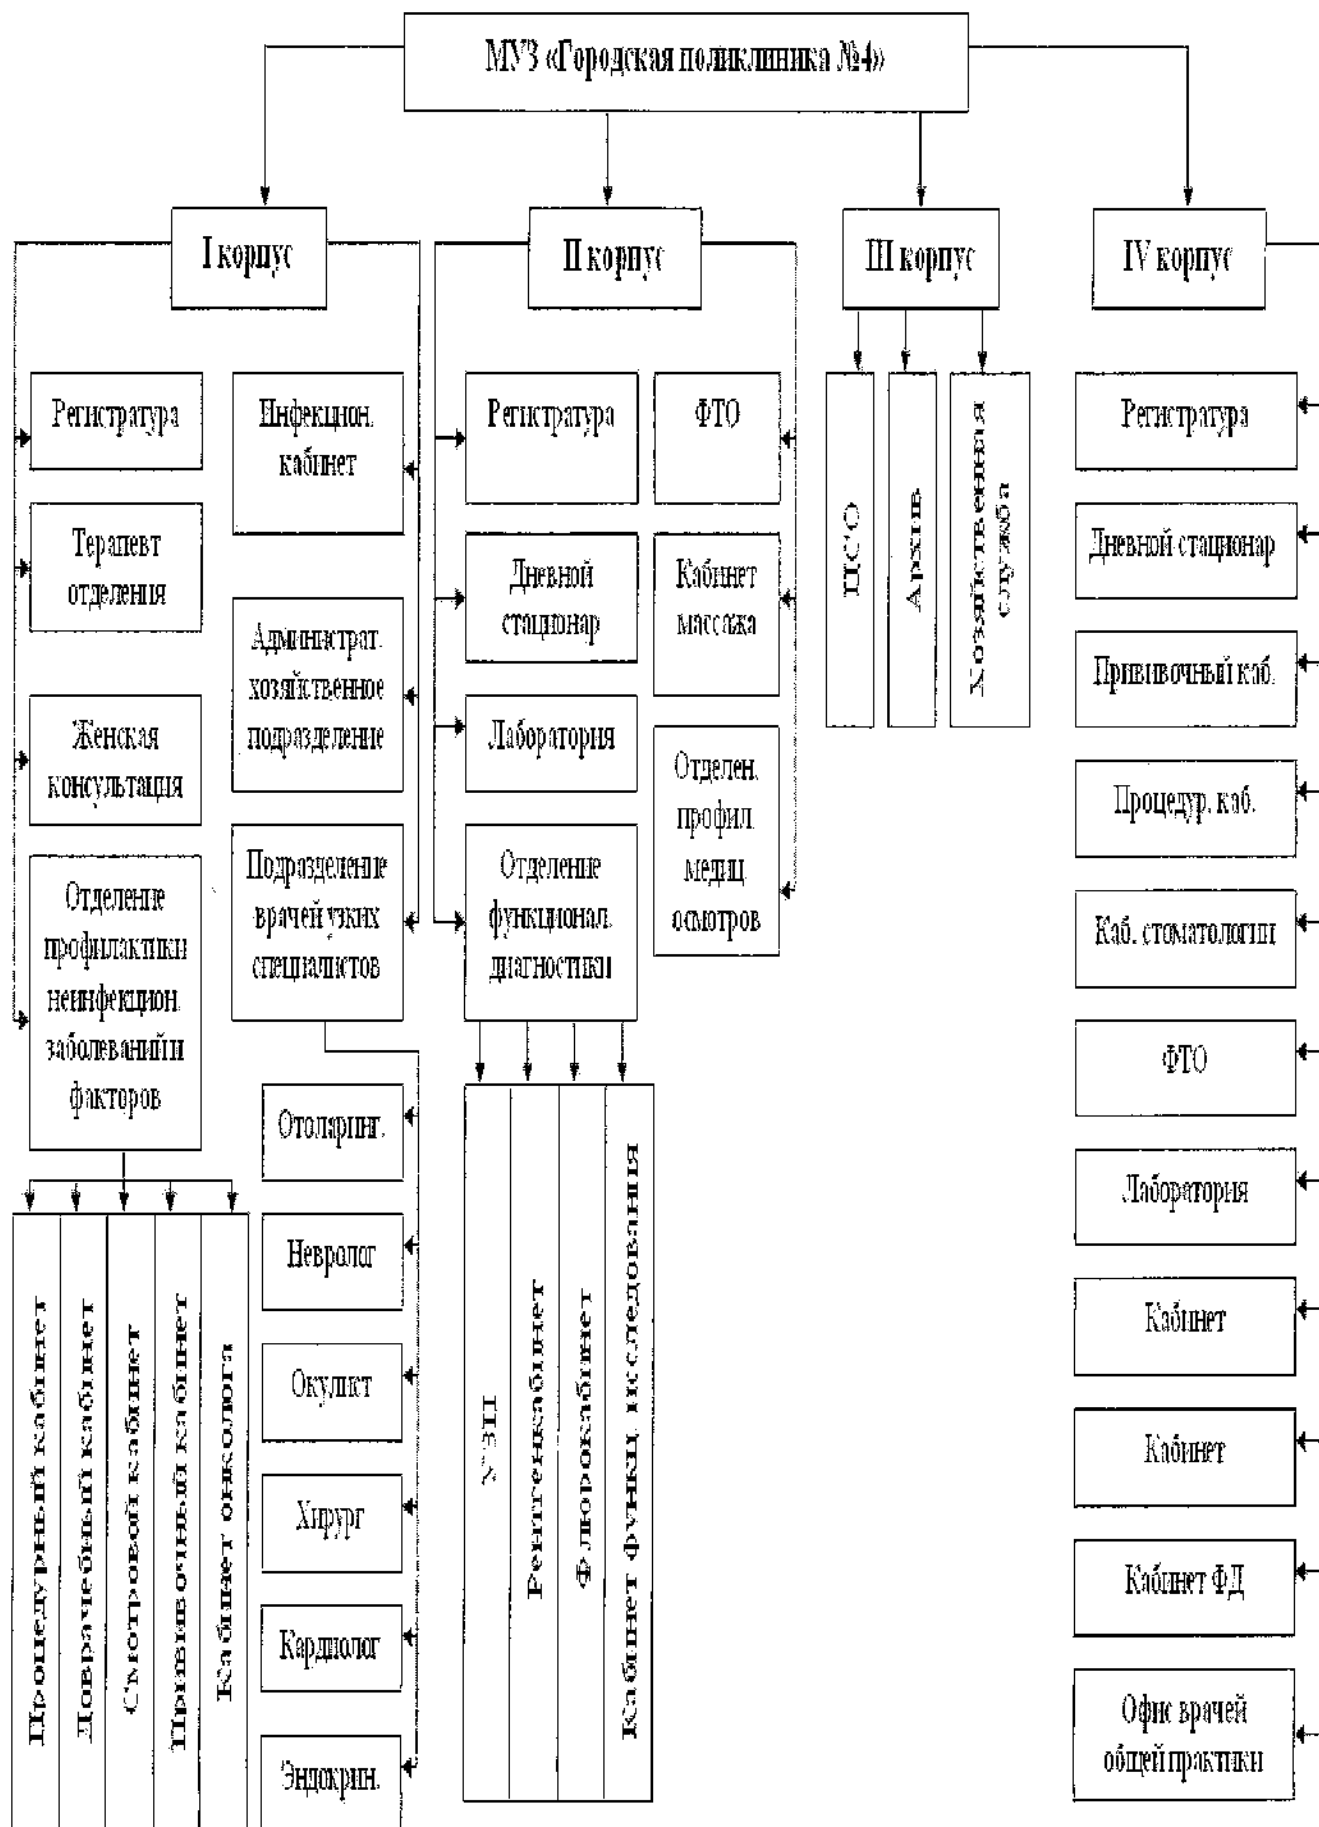 МУЗ «Городская поликлиника №4»
I корпус
II корпус
III корпус
IV корпус
Регистратура
Терапевт
отделения
Женская
консультация
Отделение
профилактики
неинфекцион.
заболеваний и
факторов
Процедурный кабинет
Доврачебный кабинет
Смотровой кабинет
Прививочный кабинет
Кабинет онколога
Инфекцион.
кабинет
Администрат.
хозяйственное
подразделение
Подразделение
врачей узких
специалистов
Отоларинг.
Невролог
Окулист
Хирург
Кардиолог
Эндокрин.
Регистратура
Дневной
стационар
Лаборатория
Отделение
функционал.
диагностики
УЗИ
Рентгенкабинет
Флюрокабинет
Кабинет функц. исследования
ФТО
Кабинет
массажа
Отделен.
профил.
медиц.
осмотров
ЦСО
Архив
Хозяйственная
служба
Регистратура
Дневной стационар
Прививочный каб.
Процедур. каб.
Каб. стоматологии
ФТО
Лаборатория
Кабинет
Кабинет
Кабинет ФД
Офис врачей
общей практики